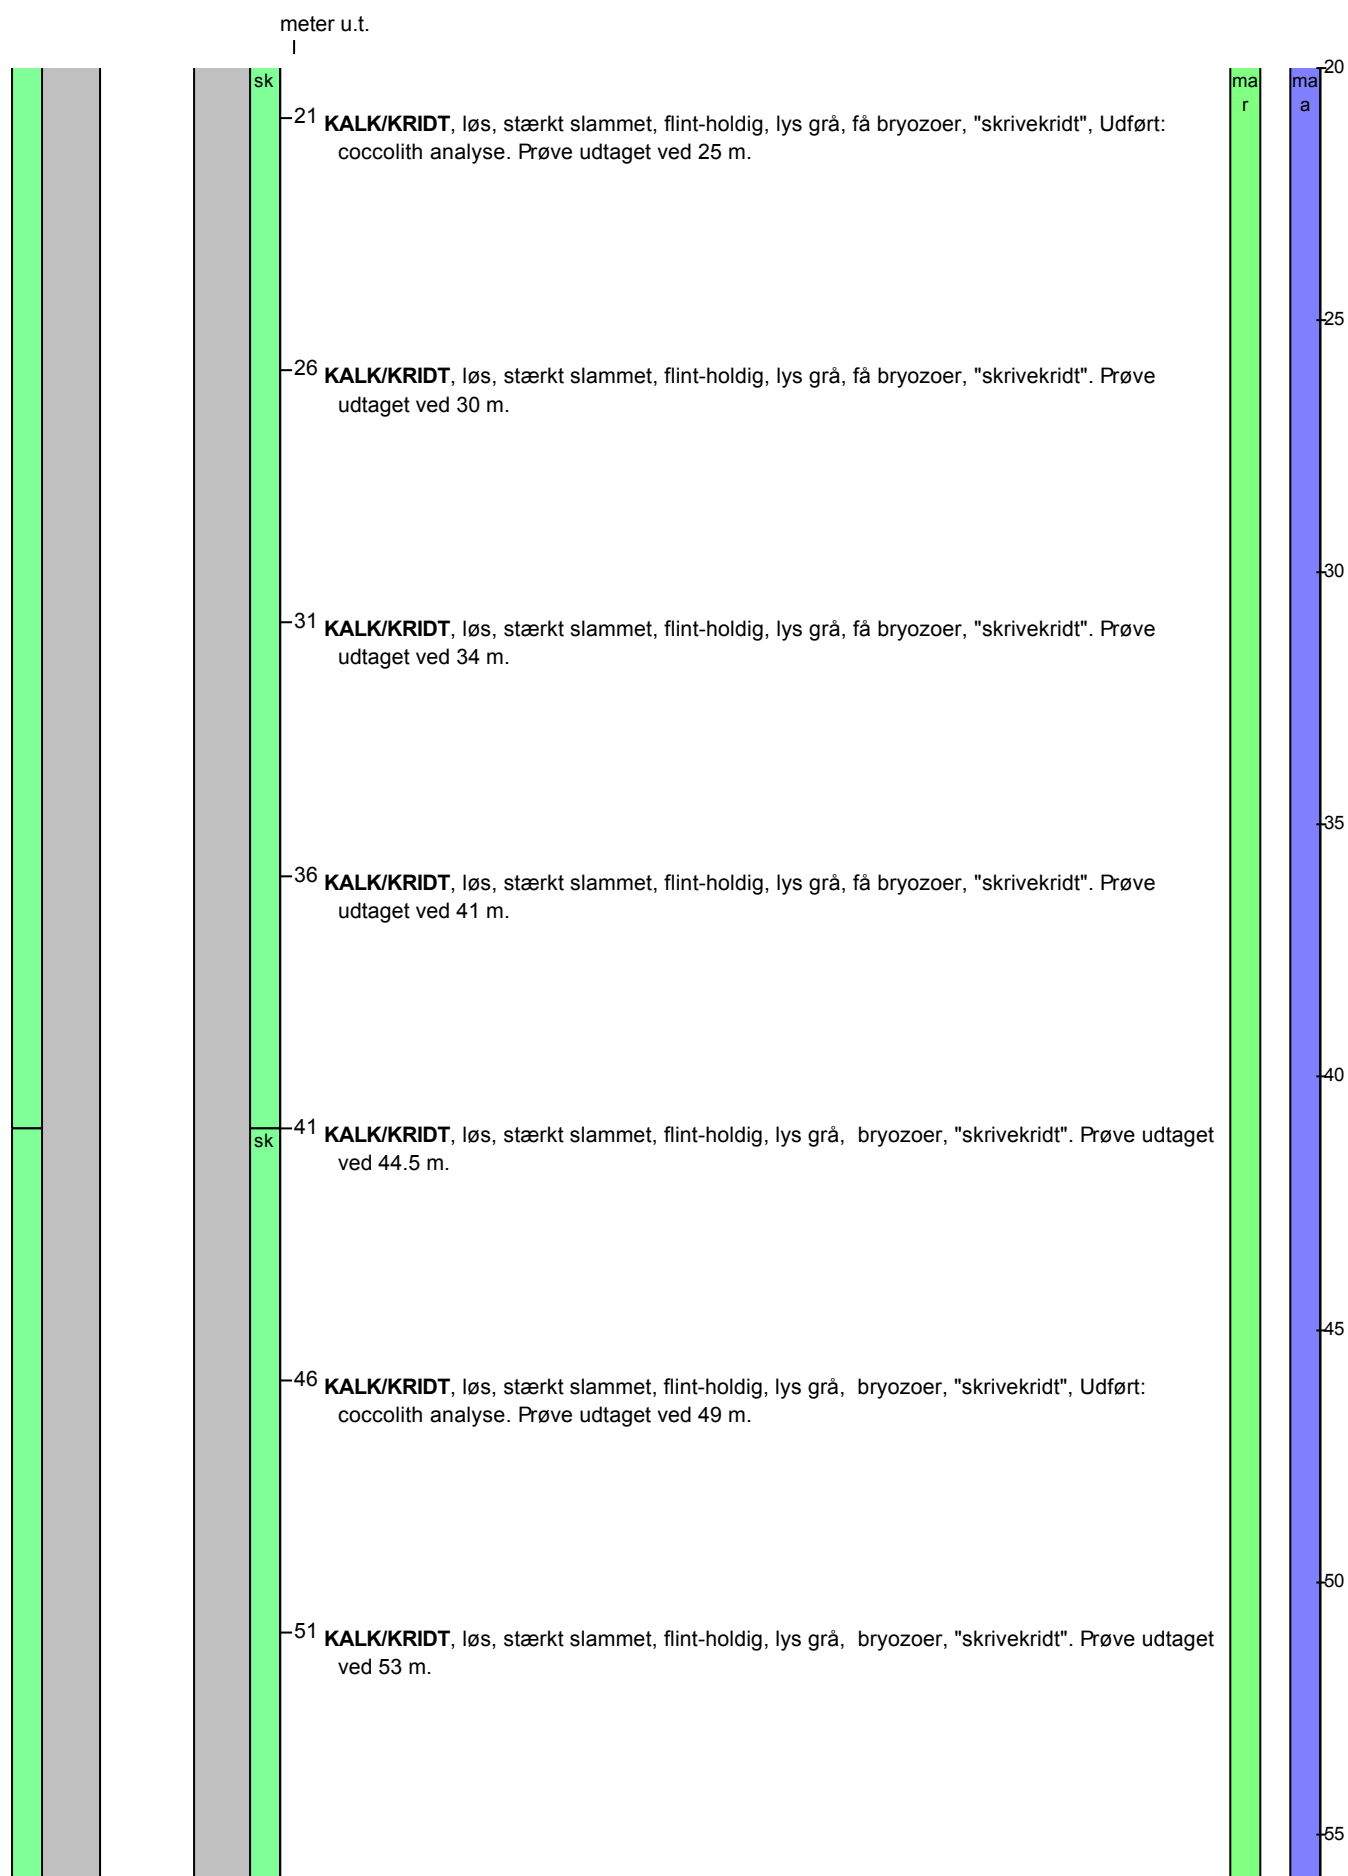 meter u.t.
sk
ma
r
ma
a
20
21 KALK/KRIDT, løs, stærkt slammet, flint-holdig, lys grå, få bryozoer, "skrivekridt", Udført:
coccolith analyse. Prøve udtaget ved 25 m.
25
26 KALK/KRIDT, løs, stærkt slammet, flint-holdig, lys grå, få bryozoer, "skrivekridt". Prøve
udtaget ved 30 m.
30
31 KALK/KRIDT, løs, stærkt slammet, flint-holdig, lys grå, få bryozoer, "skrivekridt". Prøve
udtaget ved 34 m.
35
36 KALK/KRIDT, løs, stærkt slammet, flint-holdig, lys grå, få bryozoer, "skrivekridt". Prøve
udtaget ved 41 m.
40
sk
41 KALK/KRIDT, løs, stærkt slammet, flint-holdig, lys grå, bryozoer, "skrivekridt". Prøve udtaget
ved 44.5 m.
45
46 KALK/KRIDT, løs, stærkt slammet, flint-holdig, lys grå, bryozoer, "skrivekridt", Udført:
coccolith analyse. Prøve udtaget ved 49 m.
50
51 KALK/KRIDT, løs, stærkt slammet, flint-holdig, lys grå, bryozoer, "skrivekridt". Prøve udtaget
ved 53 m.
55